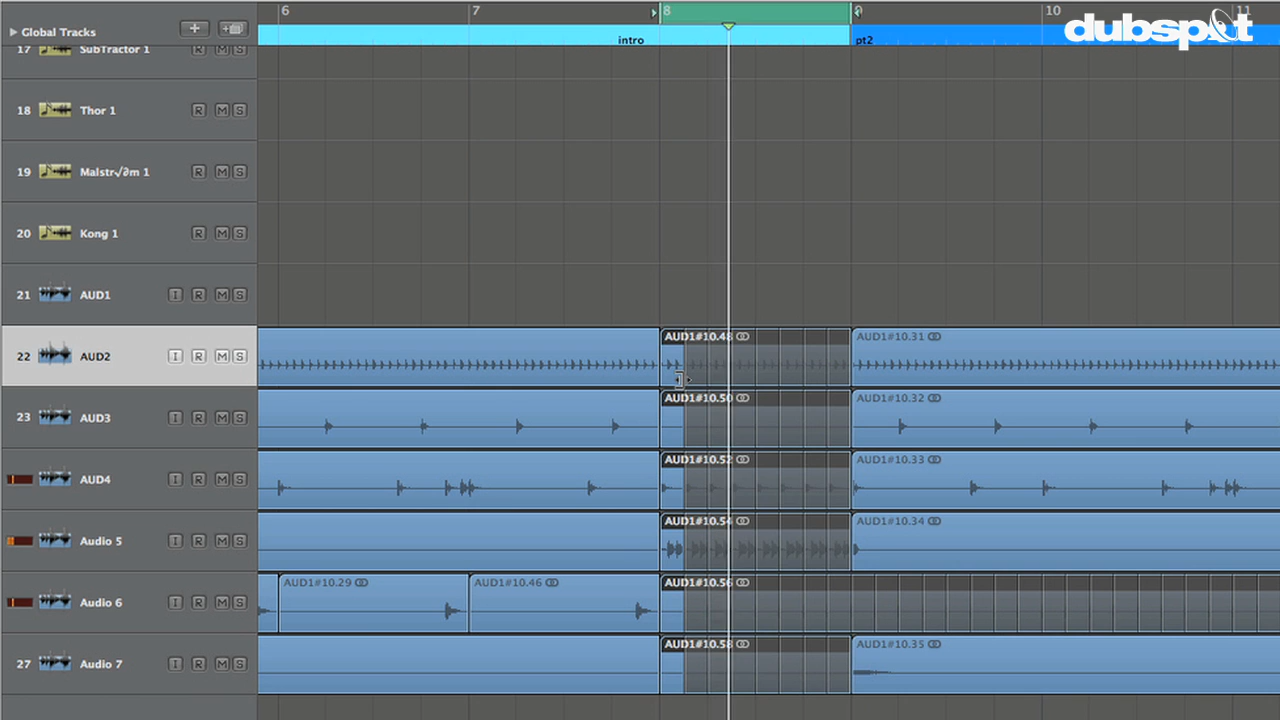 6 7 8 9 10 11
dubspot
Global Tracks
intro pt2
17 SubTractor 1 R M S
18 Thor 1 R M S
19 Malstr√∂m 1 R M S
20 Kong 1 R M S
21 AUD1 I R M S
22 AUD2 I R M S AUD1#10.48 AUD1#10.31
23 AUD3 I R M S AUD1#10.50 AUD1#10.32
AUD4 I R M S AUD1#10.52 AUD1#10.33
Audio 5 I R M S AUD1#10.54 AUD1#10.34
Audio 6 I R M S AUD1#10.29 AUD1#10.46 AUD1#10.56
27 Audio 7 I R M S AUD1#10.58 AUD1#10.35